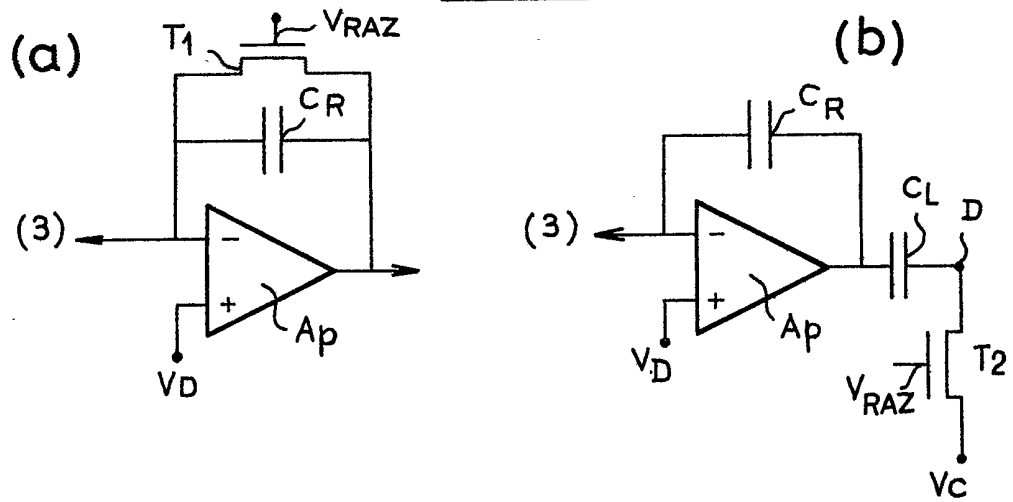 (a)
T1
VRAZ
CR
(3)
−
+
Ap
VD
(b)
CR
CL
D
(3)
−
+
Ap
VD
T2
VRAZ
VC